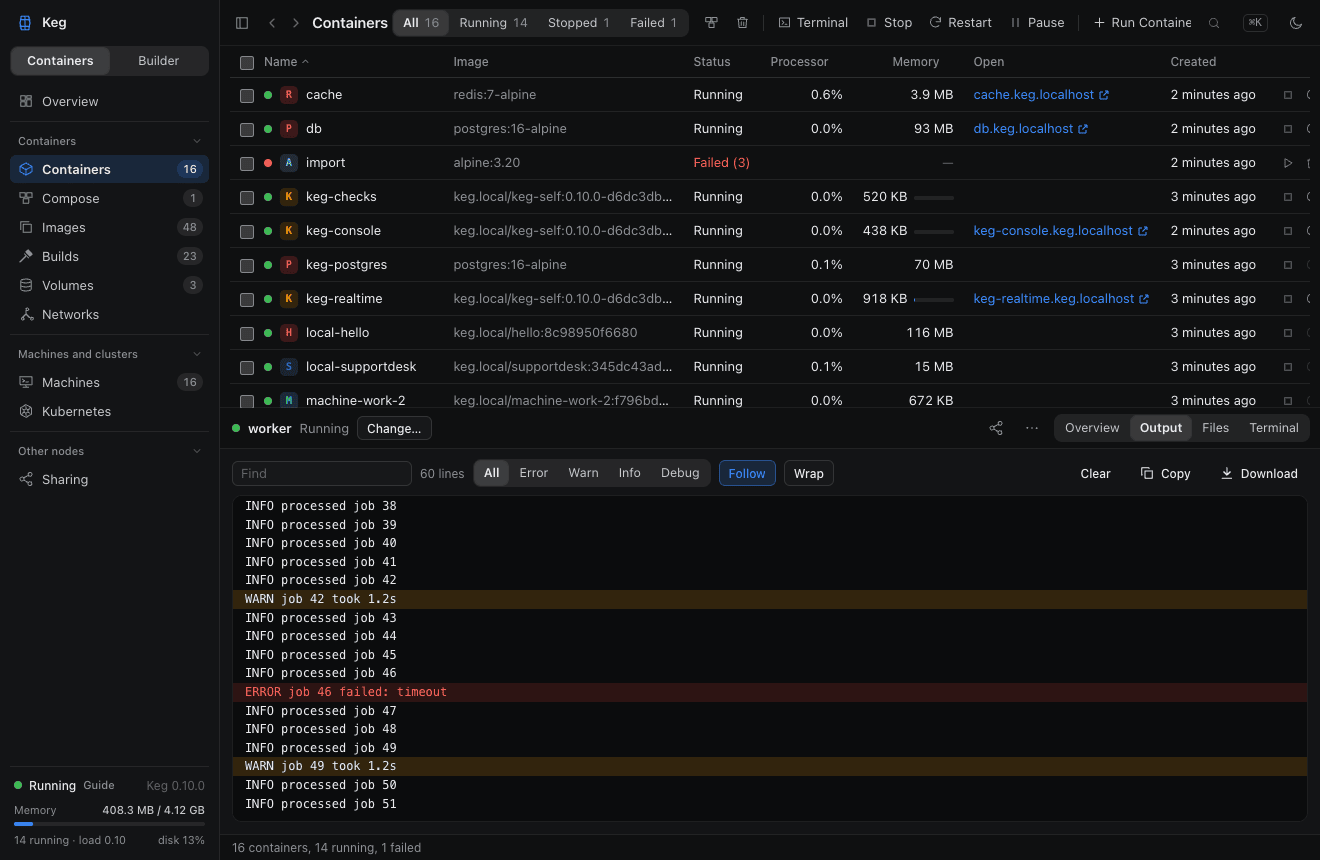 Keg
Containers Builder
Overview
Containers
Containers 16
Compose 1
Images 48
Builds 23
Volumes 3
Networks
Machines and clusters
Machines 16
Kubernetes
Other nodes
Sharing
Running Guide Keg 0.10.0
Memory 408.3 MB / 4.12 GB
14 running · load 0.10 disk 13%
Containers All 16 Running 14 Stopped 1 Failed 1 Terminal Stop Restart Pause Run Containe ⌘K
Name Image Status Processor Memory Open Created
R cache redis:7-alpine Running 0.6% 3.9 MB cache.keg.localhost 2 minutes ago
P db postgres:16-alpine Running 0.0% 93 MB db.keg.localhost 2 minutes ago
A import alpine:3.20 Failed (3) — 2 minutes ago
K keg-checks keg.local/keg-self:0.10.0-d6dc3db... Running 0.0% 520 KB 3 minutes ago
K keg-console keg.local/keg-self:0.10.0-d6dc3db... Running 0.0% 438 KB keg-console.keg.localhost 3 minutes ago
P keg-postgres postgres:16-alpine Running 0.1% 70 MB 3 minutes ago
K keg-realtime keg.local/keg-self:0.10.0-d6dc3db... Running 0.0% 918 KB keg-realtime.keg.localhost 3 minutes ago
H local-hello keg.local/hello:8c98950f6680 Running 0.0% 116 MB 3 minutes ago
S local-supportdesk keg.local/supportdesk:345dc43ad... Running 0.1% 15 MB 3 minutes ago
M machine-work-2 keg.local/machine-work-2:f796bd... Running 0.0% 672 KB 3 minutes ago
worker Running Change... Overview Output Files Terminal
Find 60 lines All Error Warn Info Debug Follow Wrap Clear Copy Download
INFO processed job 38
INFO processed job 39
INFO processed job 40
INFO processed job 41
INFO processed job 42
WARN job 42 took 1.2s
INFO processed job 43
INFO processed job 44
INFO processed job 45
INFO processed job 46
ERROR job 46 failed: timeout
INFO processed job 47
INFO processed job 48
INFO processed job 49
WARN job 49 took 1.2s
INFO processed job 50
INFO processed job 51
16 containers, 14 running, 1 failed